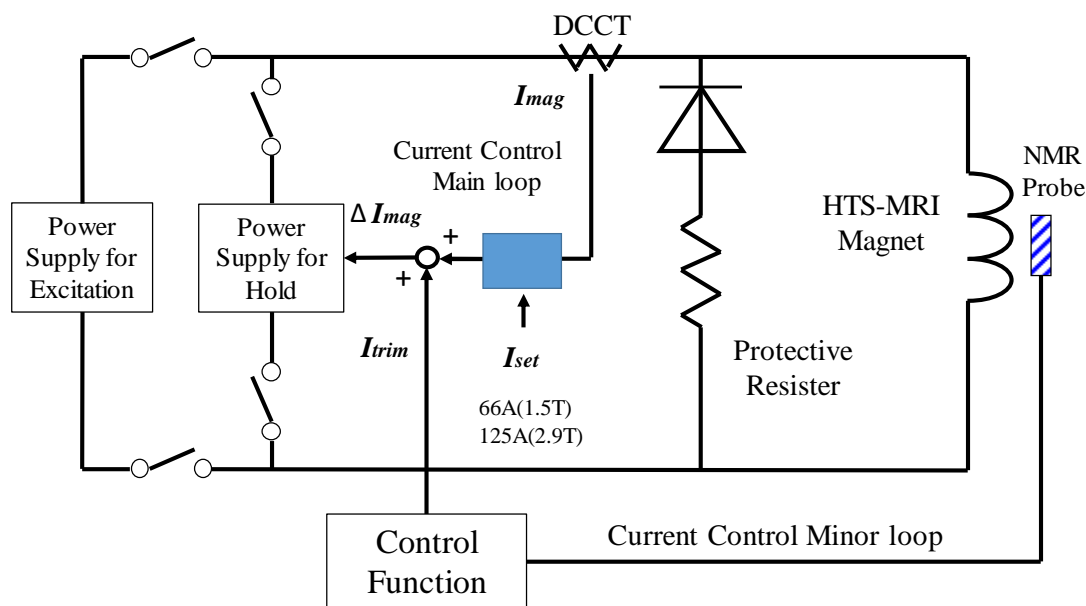 DCCT
Imag
Current Control
Main loop
NMR
Probe
HTS-MRI
Magnet
Power
Supply for
Excitation
Power
Supply for
Hold
Δ Imag
+
+
Itrim
Iset
66A(1.5T)
125A(2.9T)
Protective
Resister
Control
Function
Current Control Minor loop